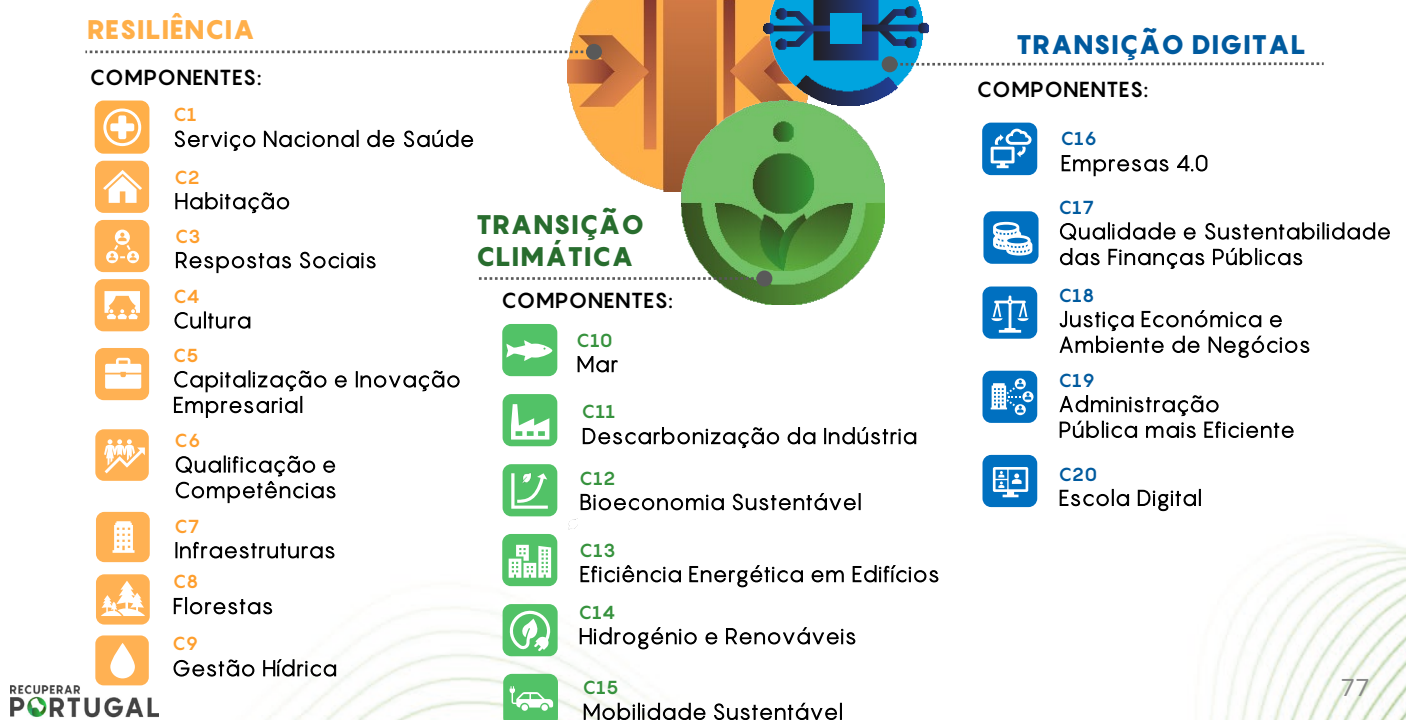 RESILIÊNCIA
COMPONENTES:
C1
Serviço Nacional de Saúde
C2
Habitação
C3
Respostas Sociais
C4
Cultura
C5
Capitalização e Inovação
Empresarial
C6
Qualificação e
Competências
C7
Infraestruturas
C8
Florestas
C9
Gestão Hídrica
TRANSIÇÃO
CLIMÁTICA
COMPONENTES:
C10
Mar
C11
Descarbonização da Indústria
C12
Bioeconomia Sustentável
C13
Eficiência Energética em Edifícios
C14
Hidrogénio e Renováveis
C15
Mobilidade Sustentável
TRANSIÇÃO DIGITAL
COMPONENTES:
C16
Empresas 4.0
C17
Qualidade e Sustentabilidade
das Finanças Públicas
C18
Justiça Económica e
Ambiente de Negócios
C19
Administração
Pública mais Eficiente
C20
Escola Digital
RECUPERAR
PORTUGAL
77